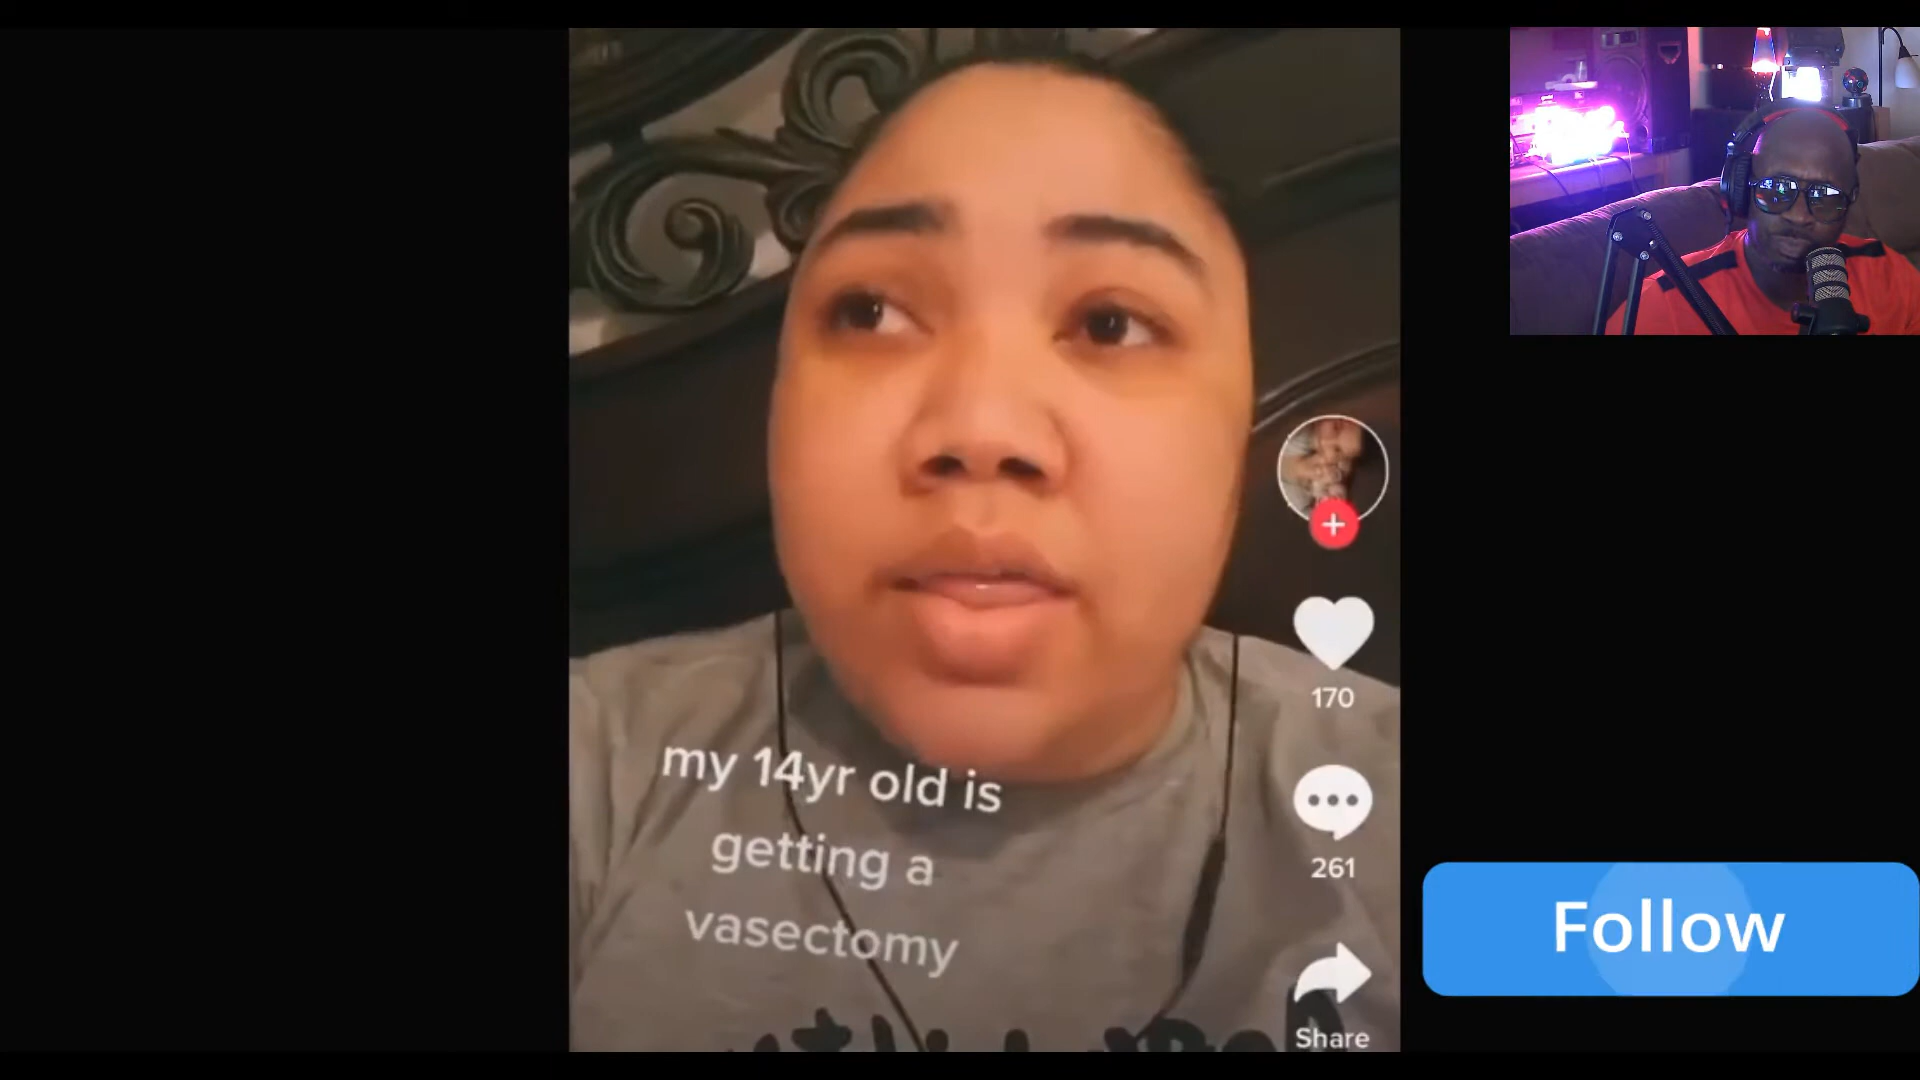 my 14yr old is
getting a
vasectomy
170
261
Share
Follow